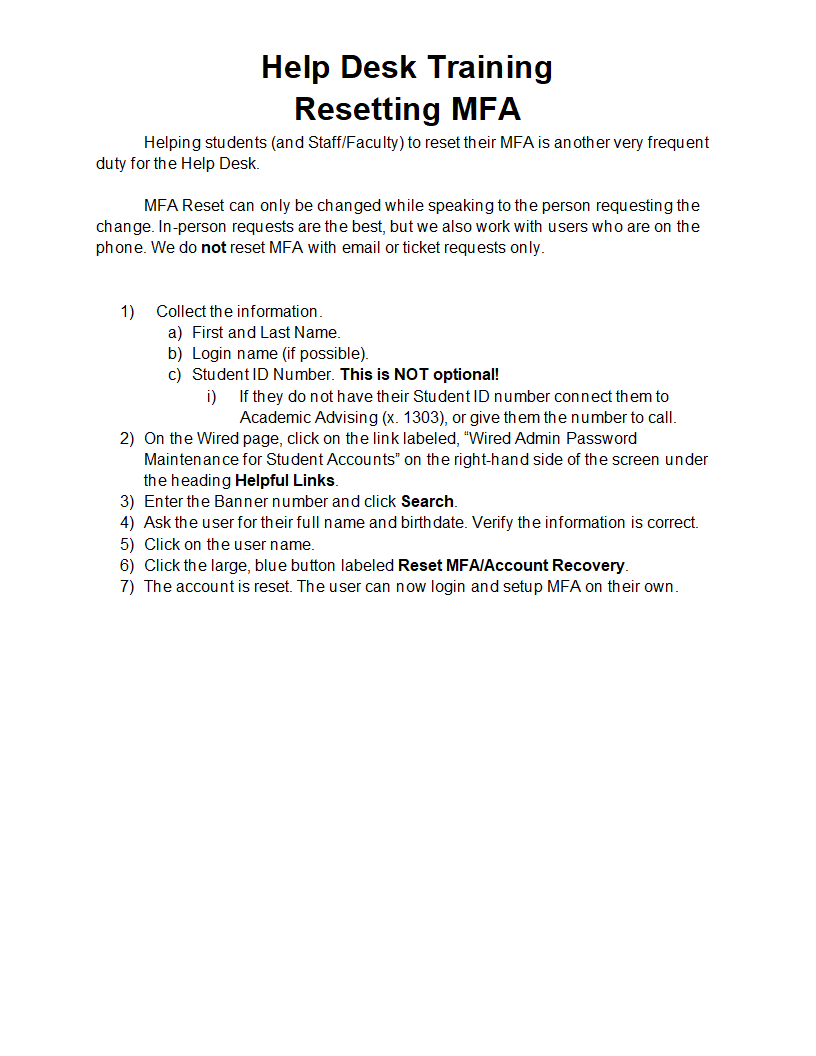 Help Desk Training
Resetting MFA
Helping students (and Staff/Faculty) to reset their MFA is another very frequent
duty for the Help Desk.
MFA Reset can only be changed while speaking to the person requesting the
change. In-person requests are the best, but we also work with users who are on the
phone. We do not reset MFA with email or ticket requests only.
1) Collect the information.
a) First and Last Name.
b) Login name (if possible).
c) Student ID Number. This is NOT optional!
i) If they do not have their Student ID number connect them to
Academic Advising (x. 1303), or give them the number to call.
2) On the Wired page, click on the link labeled, “Wired Admin Password
Maintenance for Student Accounts” on the right-hand side of the screen under
the heading Helpful Links.
3) Enter the Banner number and click Search.
4) Ask the user for their full name and birthdate. Verify the information is correct.
5) Click on the user name.
6) Click the large, blue button labeled Reset MFA/Account Recovery.
7) The account is reset. The user can now login and setup MFA on their own.